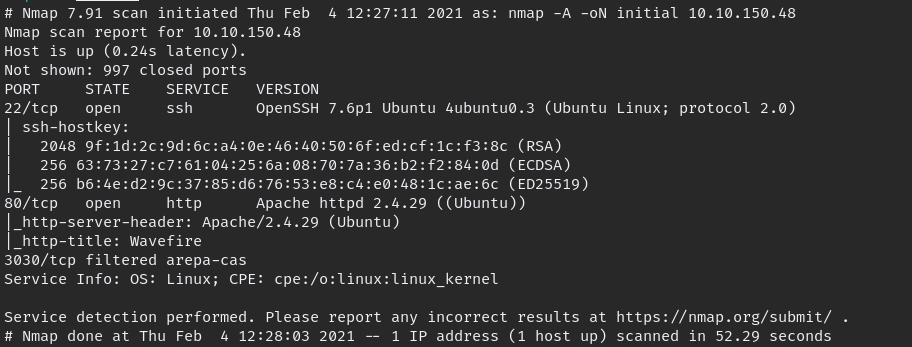 # Nmap 7.91 scan initiated Thu Feb  4 12:27:11 2021 as: nmap -A -oN initial 10.10.150.48
Nmap scan report for 10.10.150.48
Host is up (0.24s latency).
Not shown: 997 closed ports
PORT     STATE    SERVICE   VERSION
22/tcp   open     ssh       OpenSSH 7.6p1 Ubuntu 4ubuntu0.3 (Ubuntu Linux; protocol 2.0)
| ssh-hostkey:
|   2048 9f:1d:2c:9d:6c:a4:0e:46:40:50:6f:ed:cf:1c:f3:8c (RSA)
|   256 63:73:27:c7:61:04:25:6a:08:70:7a:36:b2:f2:84:0d (ECDSA)
|_  256 b6:4e:d2:9c:37:85:d6:76:53:e8:c4:e0:48:1c:ae:6c (ED25519)
80/tcp   open     http      Apache httpd 2.4.29 ((Ubuntu))
|_http-server-header: Apache/2.4.29 (Ubuntu)
|_http-title: Wavefire
3030/tcp filtered arepa-cas
Service Info: OS: Linux; CPE: cpe:/o:linux:linux_kernel

Service detection performed. Please report any incorrect results at https://nmap.org/submit/ .
# Nmap done at Thu Feb  4 12:28:03 2021 -- 1 IP address (1 host up) scanned in 52.29 seconds